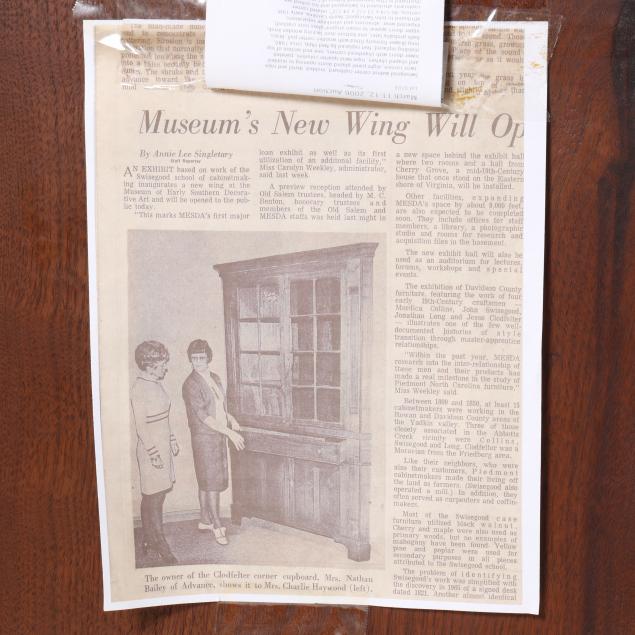 Museum's New Wing Will Op
By Annie Lee Singletary
Staff Reporter
AN EXHIBIT based on work of the
Swisegood school of cabinetmak-
ing inaugurates a new wing at the
Museum of Early Southern Decora-
tive Art and will be opened to the pub-
lic today.
"This marks MESDA's first major
loan exhibit as well as its first
utilization of an additional facility,"
Miss Carolyn Weekley, administrator,
said last week.
A preview reception attended by
Old Salem trustees, headed by M. C.
Benton, honorary trustees and
members of the Old Salem and
MESDA staffs was held last night in
a new space behind the exhibit hall
where two rooms and a hall from
Cherry Grove, a mid-18th-Century
house that once stood on the Eastern
shore of Virginia, will be installed.
Other facilities, expanding
MESDA's space by about 9,000 feet,
are also expected to be completed
soon. They include offices for staff
members, a library, a photographic
studio and rooms for research and
acquisition files in the basement.
The new exhibit hall will also be
used as an auditorium for lectures,
forums, workshops and special
events.
The exhibition of Davidson County
furniture, featuring the work of four
early 19th-Century craftsmen —
Mordica Collins, John Swisegood,
Jonathan Long and Jesse Clodfelter
— illustrates one of the few well-
documented histories of style
transition through master-apprentice
relationships.
"Within the past year, MESDA
research into the inter-relationship of
these men and their products has
made a real milestone in the study of
Piedmont North Carolina furniture,"
Miss Weekley said.
Between 1800 and 1850, at least 15
cabinetmakers were working in the
Rowan and Davidson County areas of
the Yadkin valley. Three of those
closely associated in the Abbotts
Creek vicinity were Collins,
Swisegood and Long. Clodfelter was a
Moravian from the Friedberg area.
Like their neighbors, who were
also their customers, Piedmont
cabinetmakers made their living off
the land as farmers. (Swisegood also
operated a mill.) In addition, they
often served as carpenters and coffin-
makers.
Most of the Swisegood case
furniture utilized black walnut.
Cherry and maple were also used as
primary woods, but no examples of
mahogany have been found. Yellow
pine and poplar were used for
secondary purposes in all pieces
attributed to the Swisegood school.
The problem of identifying
Swisegood's work was simplified with
the discovery in 1965 of a signed desk
dated 1821. Another almost identical
The owner of the Clodfelter corner cupboard, Mrs. Nathan
Bailey of Advance, shows it to Mrs. Charlie Haywood (left).
March 11-12, 2006 Auction